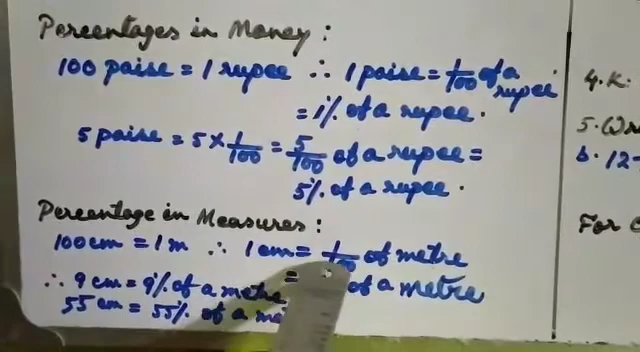 Percentages in Money :
100 paise = 1 rupee ∴ 1 paise = 1/100 of a rupee
= 1% of a rupee.
5 paise = 5 × 1/100 = 5/100 of a rupee =
5% of a rupee.
Percentage in Measures :
100 cm = 1 m ∴ 1 cm = 1/100 of metre
= of a metre
∴ 9 cm = 9% of a metre
55 cm = 55% of a
4. K.
5.
b. 12
For